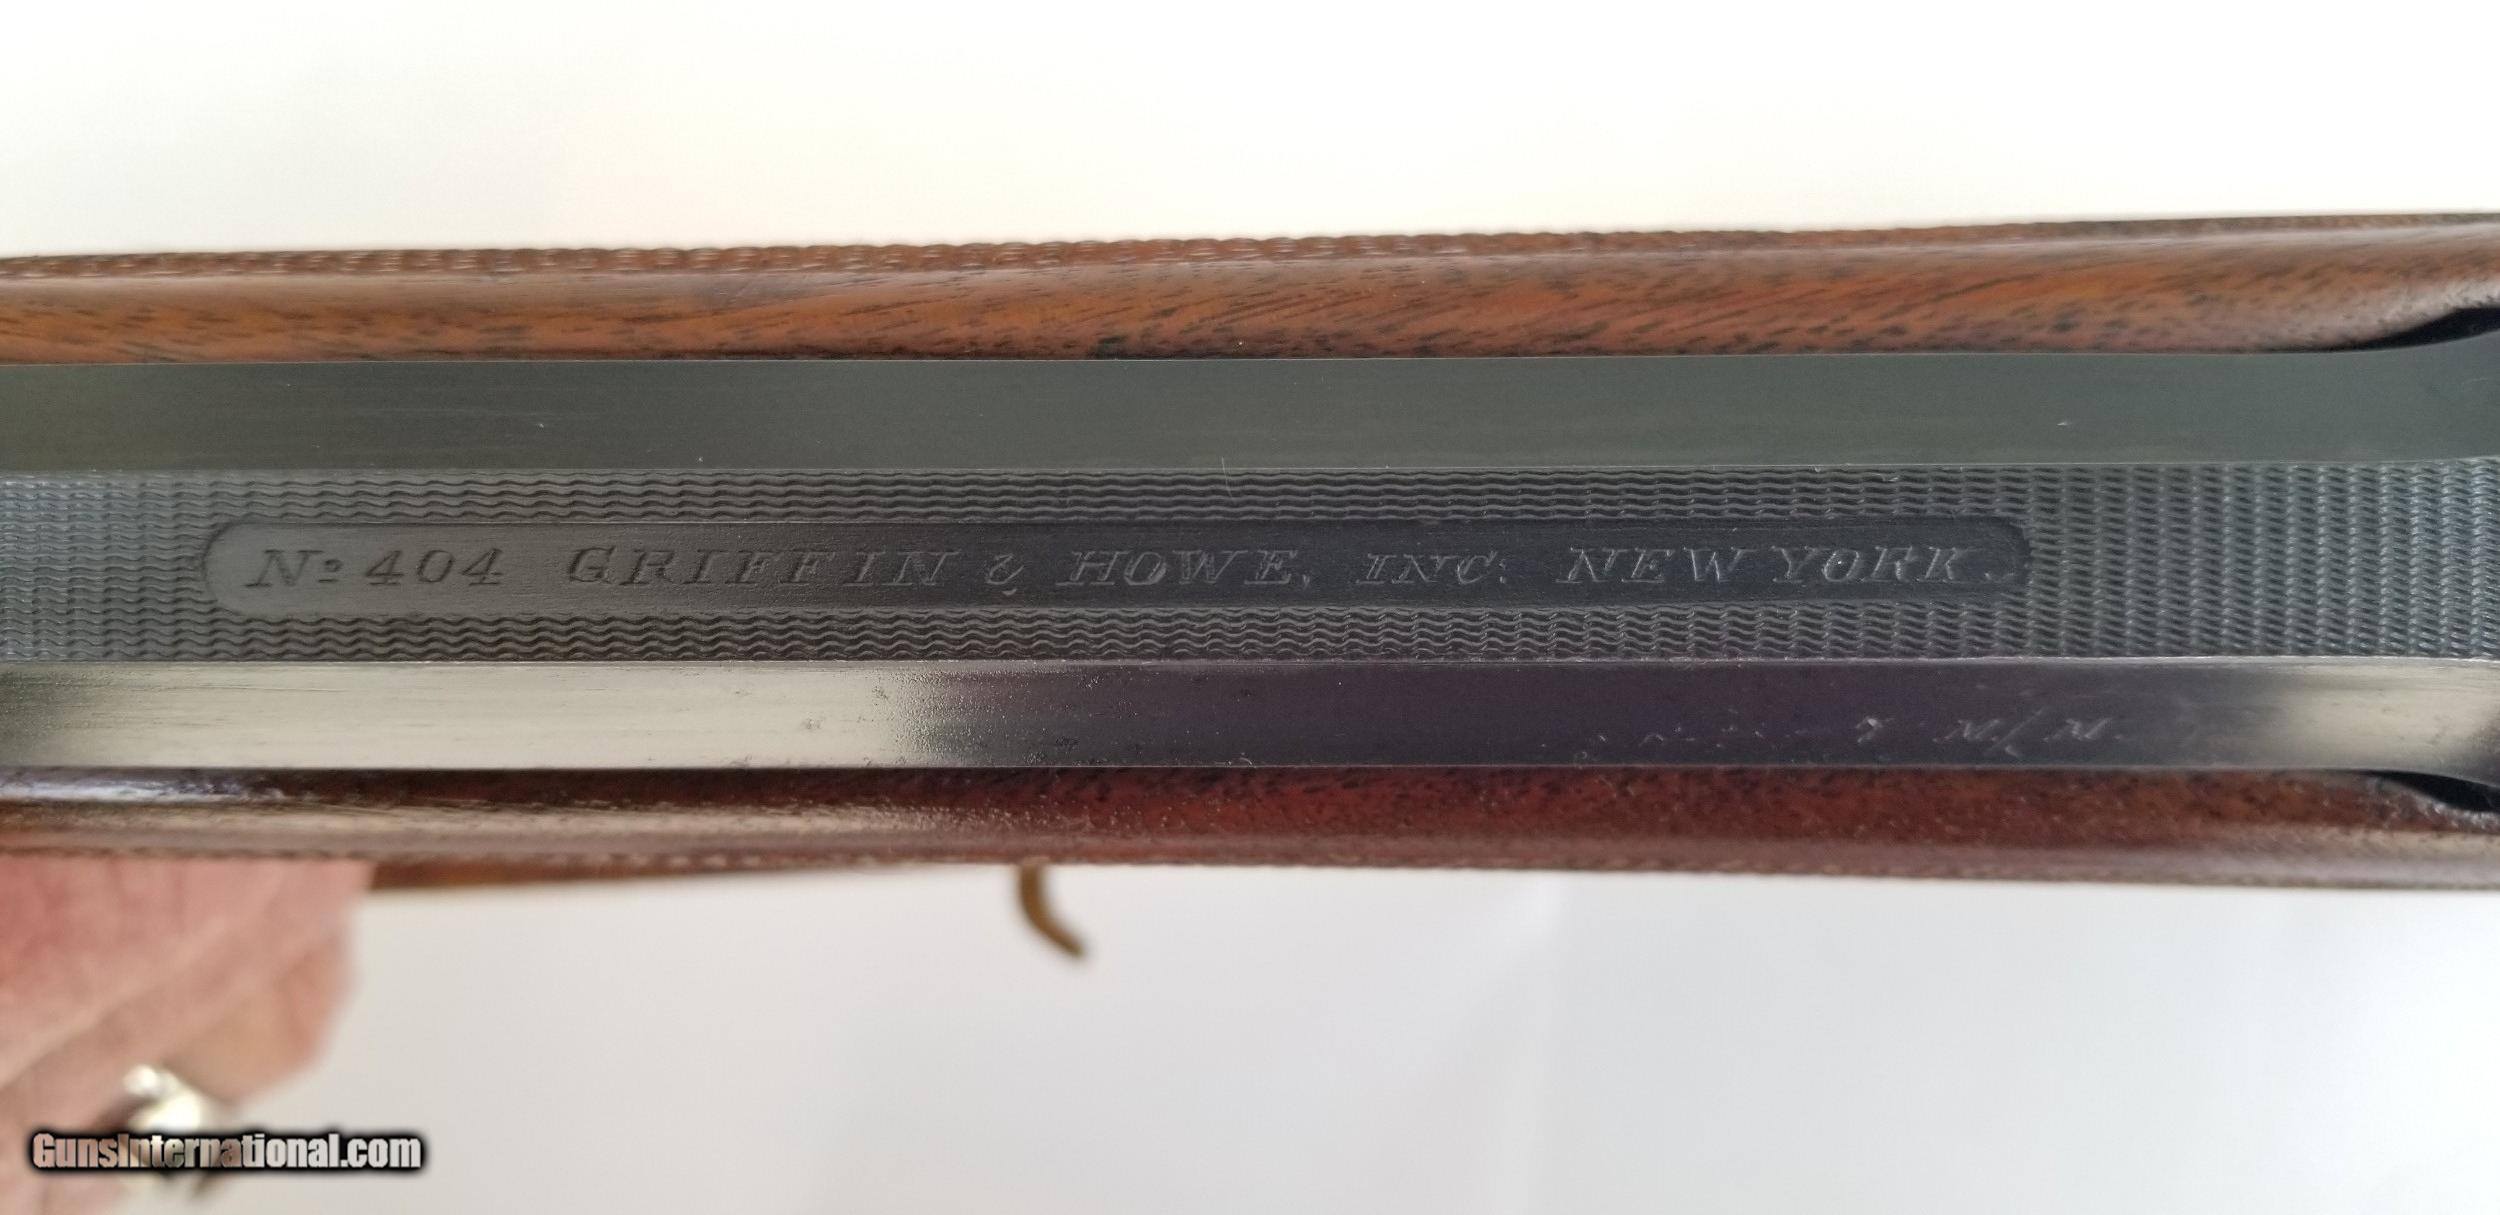 Nº 404 GRIFFIN & HOWE, INC. NEW YORK.
GunsInternational.com